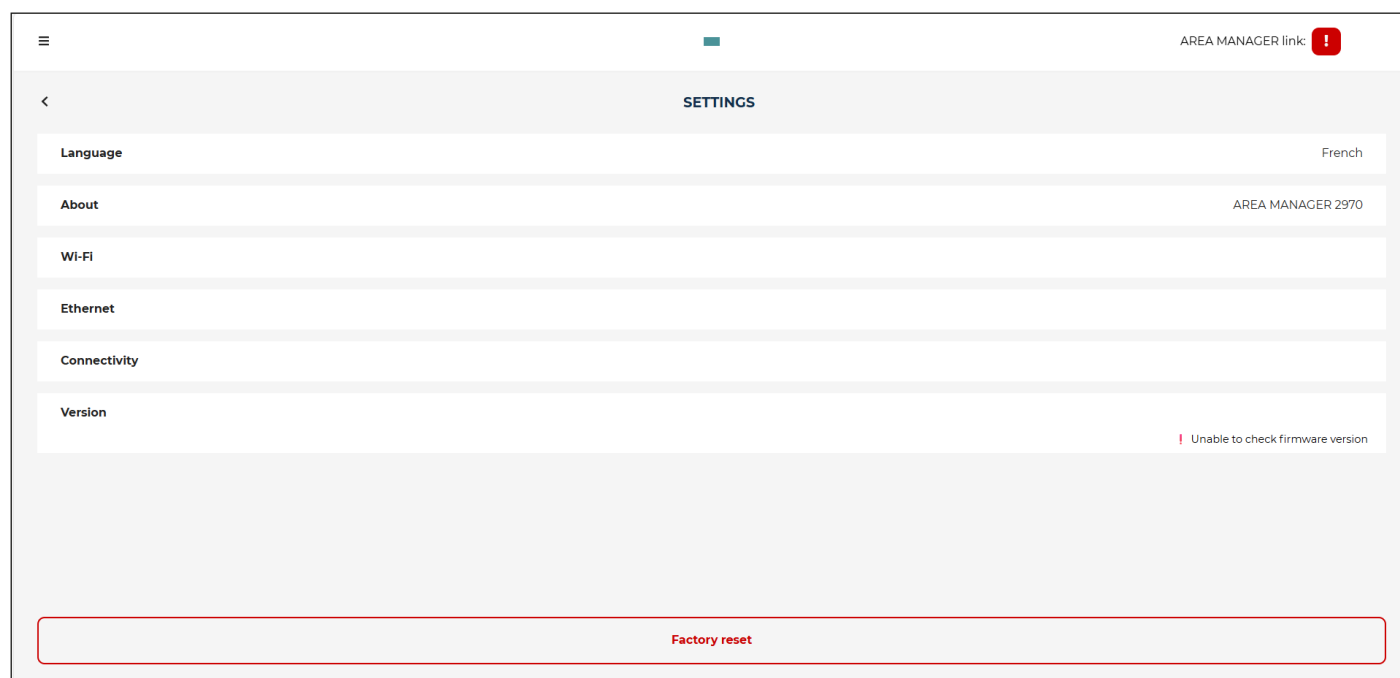 AREA MANAGER link: !
SETTINGS
Language French
About AREA MANAGER 2970
Wi-Fi
Ethernet
Connectivity
Version
! Unable to check firmware version
Factory reset